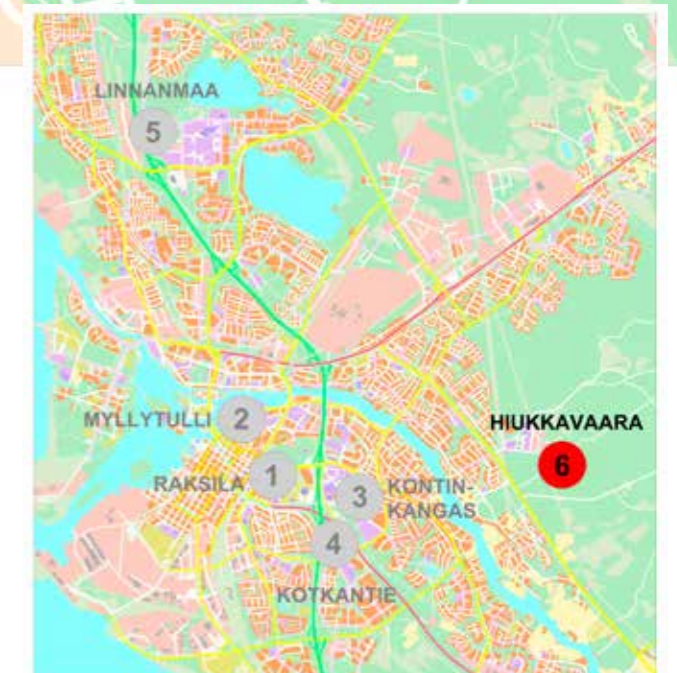 LINNANMAA
5
MYLLYTULLI
2
HIUKKAVAARA
6
RAKSILA
1
3
KONTIN-
KANGAS
4
KOTKANTIE